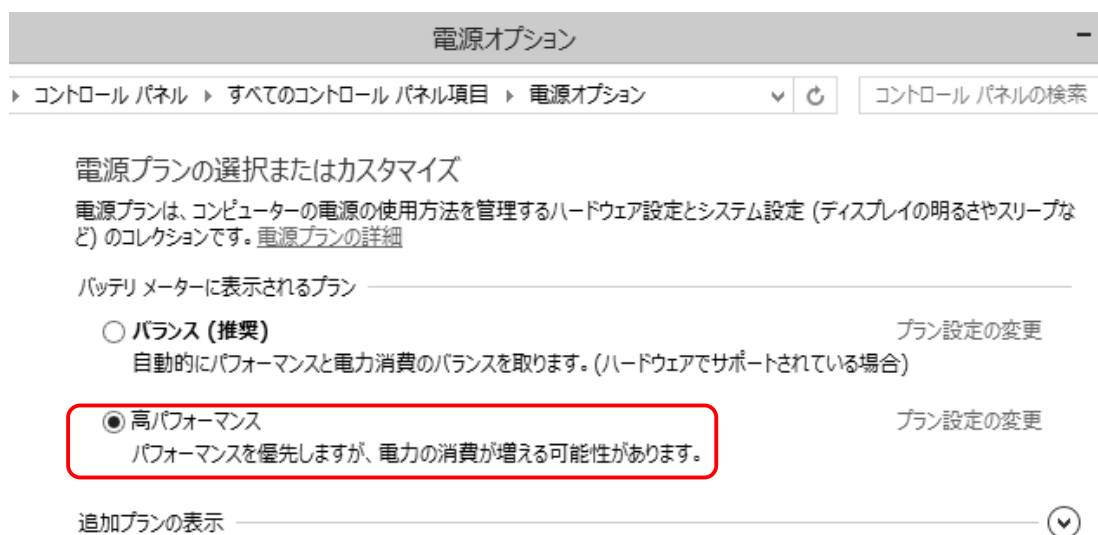 電源オプション
コントロール パネル すべてのコントロール パネル項目 電源オプション コントロール パネルの検索
電源プランの選択またはカスタマイズ
電源プランは、コンピューターの電源の使用方法を管理するハードウェア設定とシステム設定 (ディスプレイの明るさやスリープな
ど) のコレクションです。電源プランの詳細
バッテリ メーターに表示されるプラン
バランス (推奨) プラン設定の変更
自動的にパフォーマンスと電力消費のバランスを取ります。(ハードウェアでサポートされている場合)
高パフォーマンス プラン設定の変更
パフォーマンスを優先しますが、電力の消費が増える可能性があります。
追加プランの表示